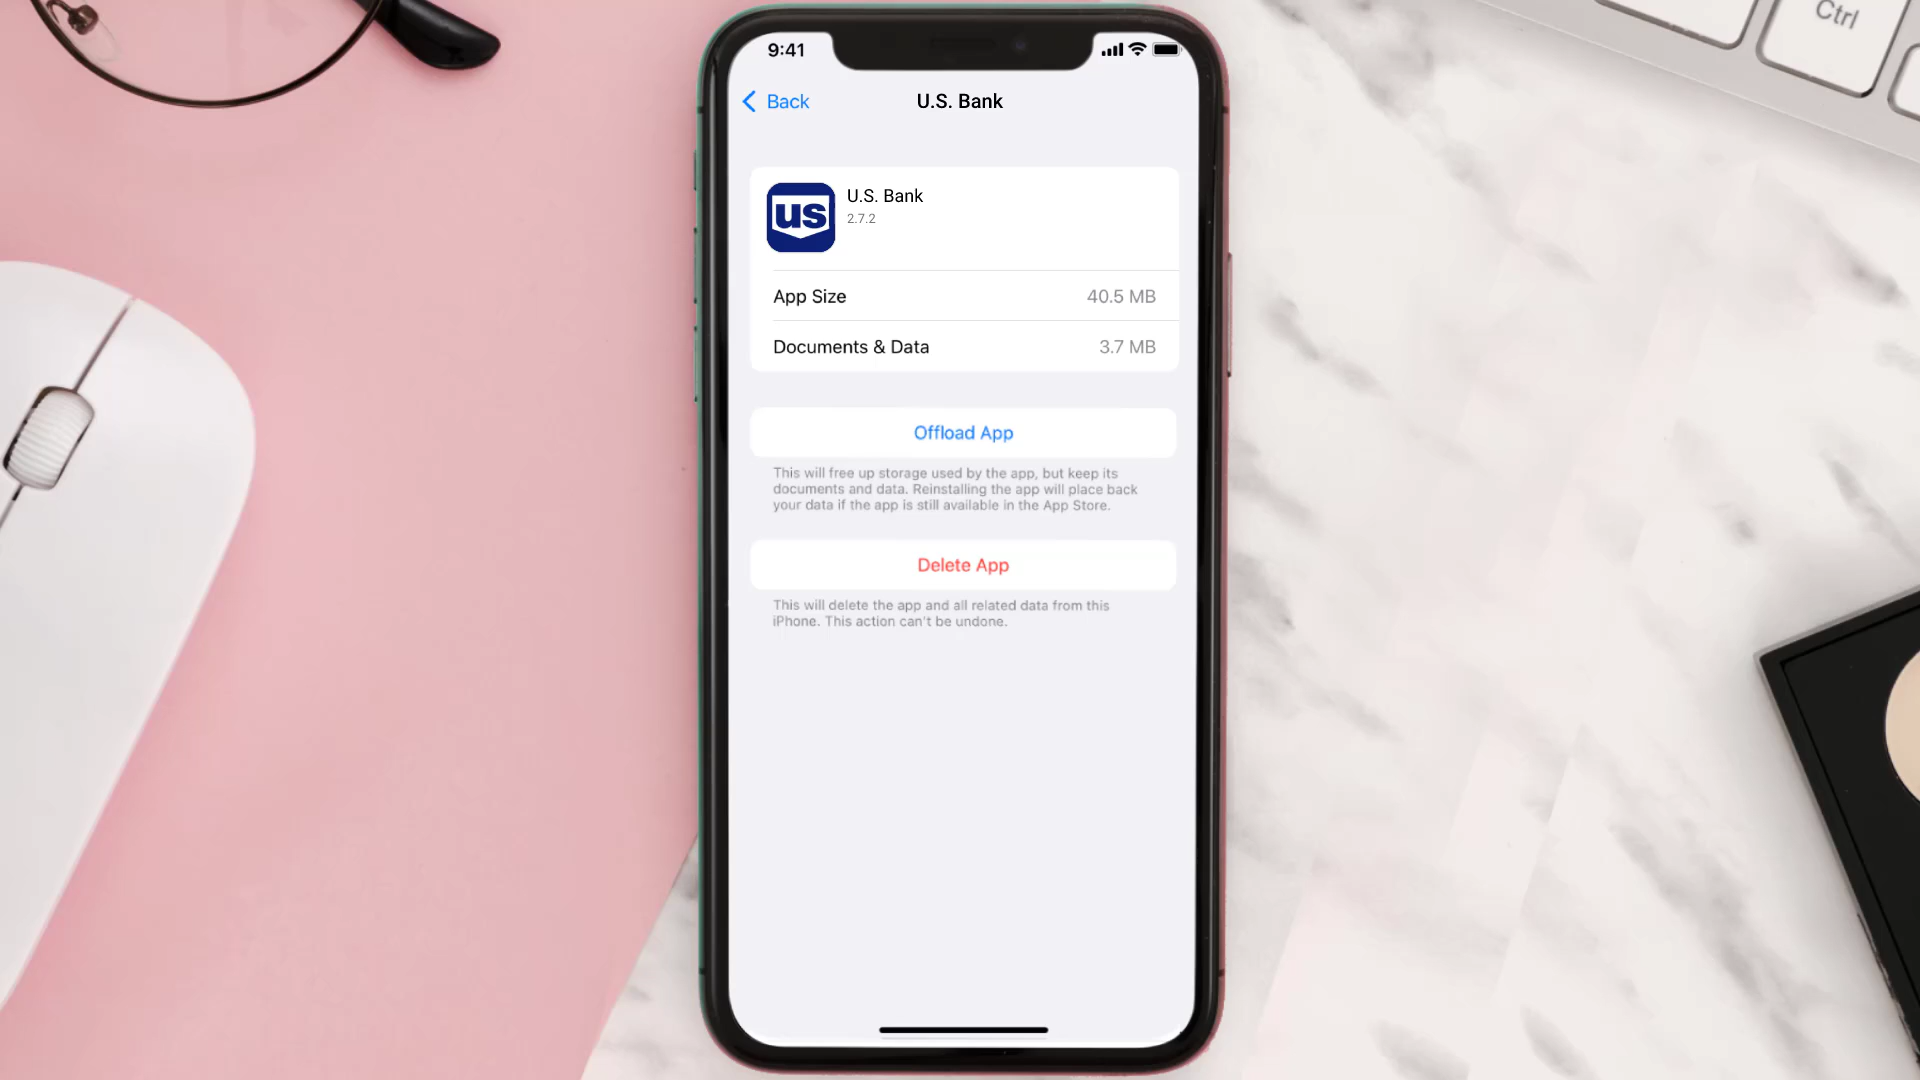 Ctrl
9:41
Back
U.S. Bank
us
U.S. Bank
2.7.2
App Size 40.5 MB
Documents & Data 3.7 MB
Offload App
This will free up storage used by the app, but keep its
documents and data. Reinstalling the app will place back
your data if the app is still available in the App Store.
Delete App
This will delete the app and all related data from this
iPhone. This action can't be undone.